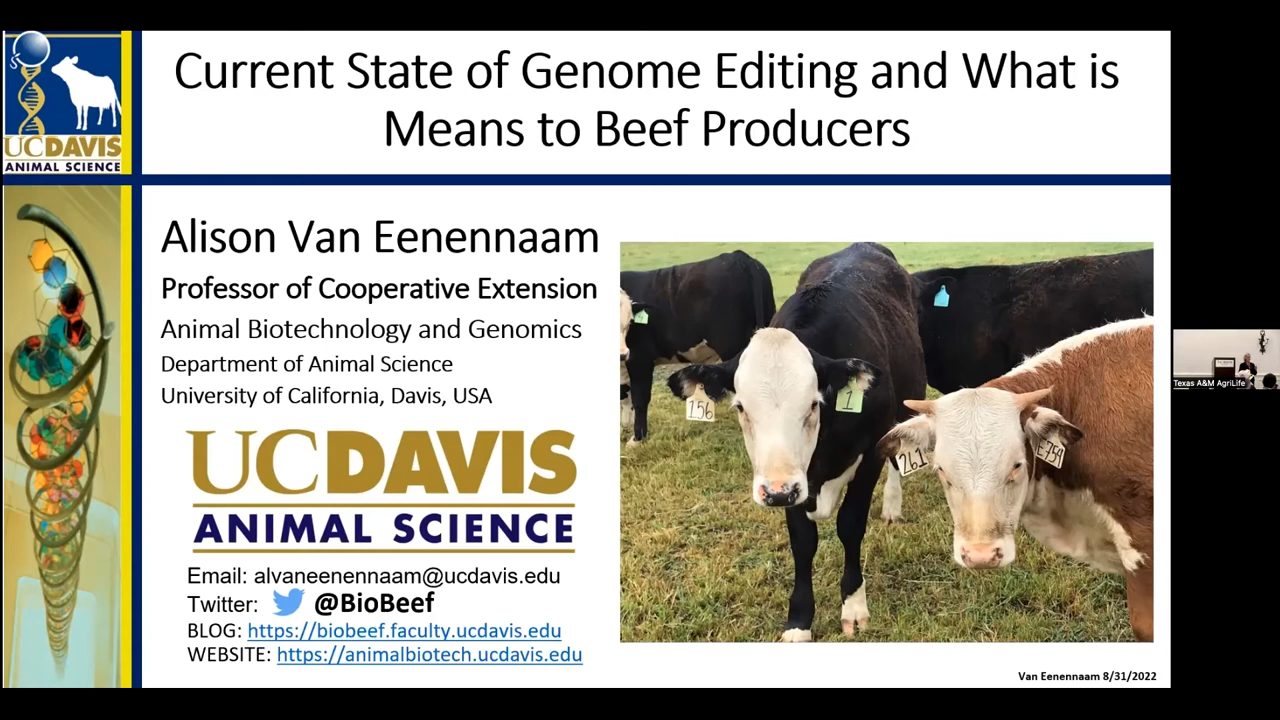 Current State of Genome Editing and What is
Means to Beef Producers
UCDAVIS
ANIMAL SCIENCE
Alison Van Eenennaam
Professor of Cooperative Extension
Animal Biotechnology and Genomics
Department of Animal Science
University of California, Davis, USA
UCDAVIS
ANIMAL SCIENCE
Email: alvaneenennaam@ucdavis.edu
Twitter: @BioBeef
BLOG: https://biobeef.faculty.ucdavis.edu
WEBSITE: https://animalbiotech.ucdavis.edu
156
1
261
E759
Texas A&M AgriLife
Van Eenennaam 8/31/2022